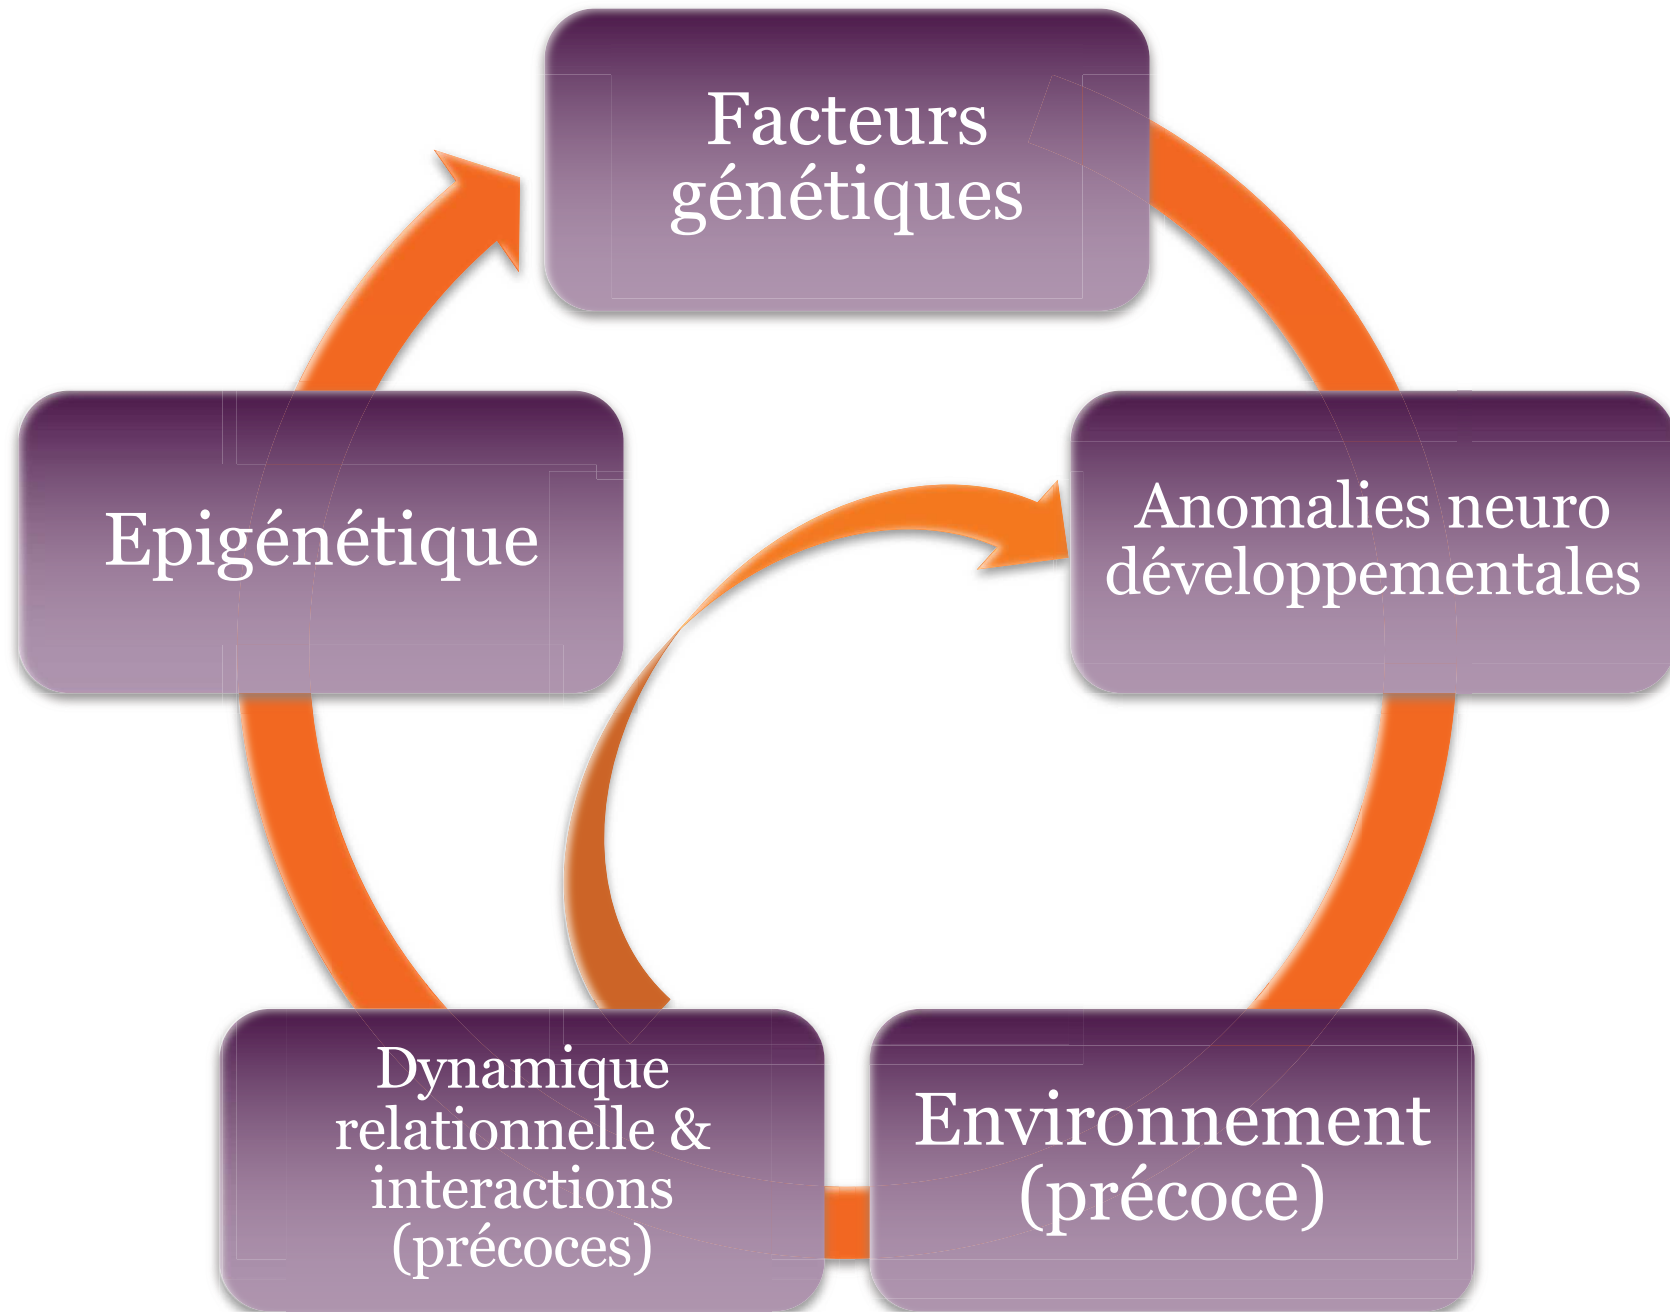 Facteurs
génétiques
Epigénétique
Anomalies neuro
développementales
Dynamique
relationnelle &
interactions
(précoces)
Environnement
(précoce)